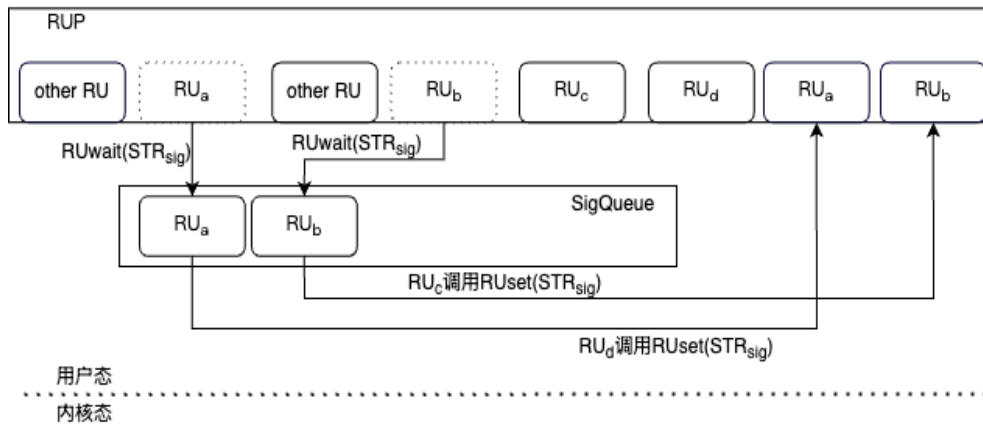 RUP
other RU
RUa
other RU
RUb
RUc
RUd
RUa
RUb
RUwait(STRsig)
RUwait(STRsig)
SigQueue
RUa
RUb
RUc调用RUset(STRsig)
RUd调用RUset(STRsig)
用户态
内核态